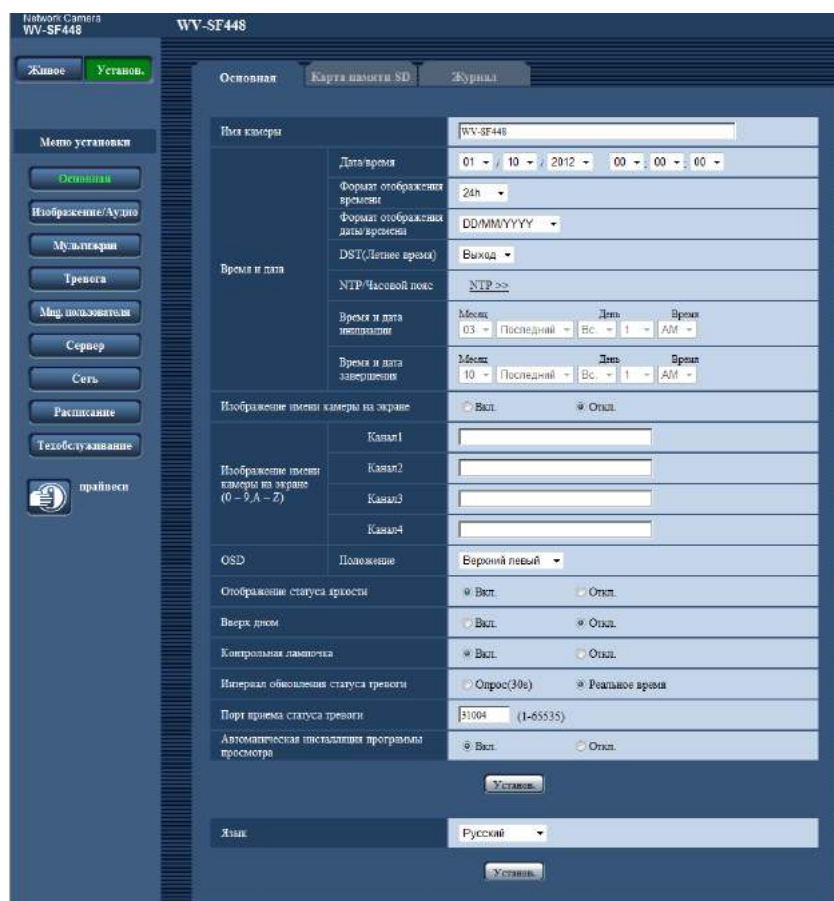 Network Camera
WV-SF448
WV-SF448
Живое Установ.
Основная Карта памяти SD Журнал
Меню установки
Основная
Изображение/Аудио
Мультиэкран
Тревога
Mng. пользователя
Сервер
Сеть
Расписание
Техобслуживание
прайвеси
Имя камеры WV-SF448
Время и дата
Дата/время 01 / 10 / 2012 00 : 00 : 00
Формат отображения
времени
24h
Формат отображения
даты/времени
DD/MM/YYYY
DST(Летнее время) Выход
NTP/Часовой пояс NTP >>
Время и дата
инициации
Месяц День Время
03 Последний Вс. 1 AM
Время и дата
завершения
Месяц День Время
10 Последний Вс. 1 AM
Изображение имени камеры на экране Вкл. Откл.
Изображение имени
камеры на экране
(0 – 9,A – Z)
Канал1
Канал2
Канал3
Канал4
OSD Положение Верхний левый
Отображение статуса яркости Вкл. Откл.
Вверх дном Вкл. Откл.
Контрольная лампочка Вкл. Откл.
Интервал обновления статуса тревоги Опрос(30s) Реальное время
Порт приема статуса тревоги 31004 (1-65535)
Автоматическая инсталляция программы
просмотра
Вкл. Откл.
Установ.
Язык Русский
Установ.